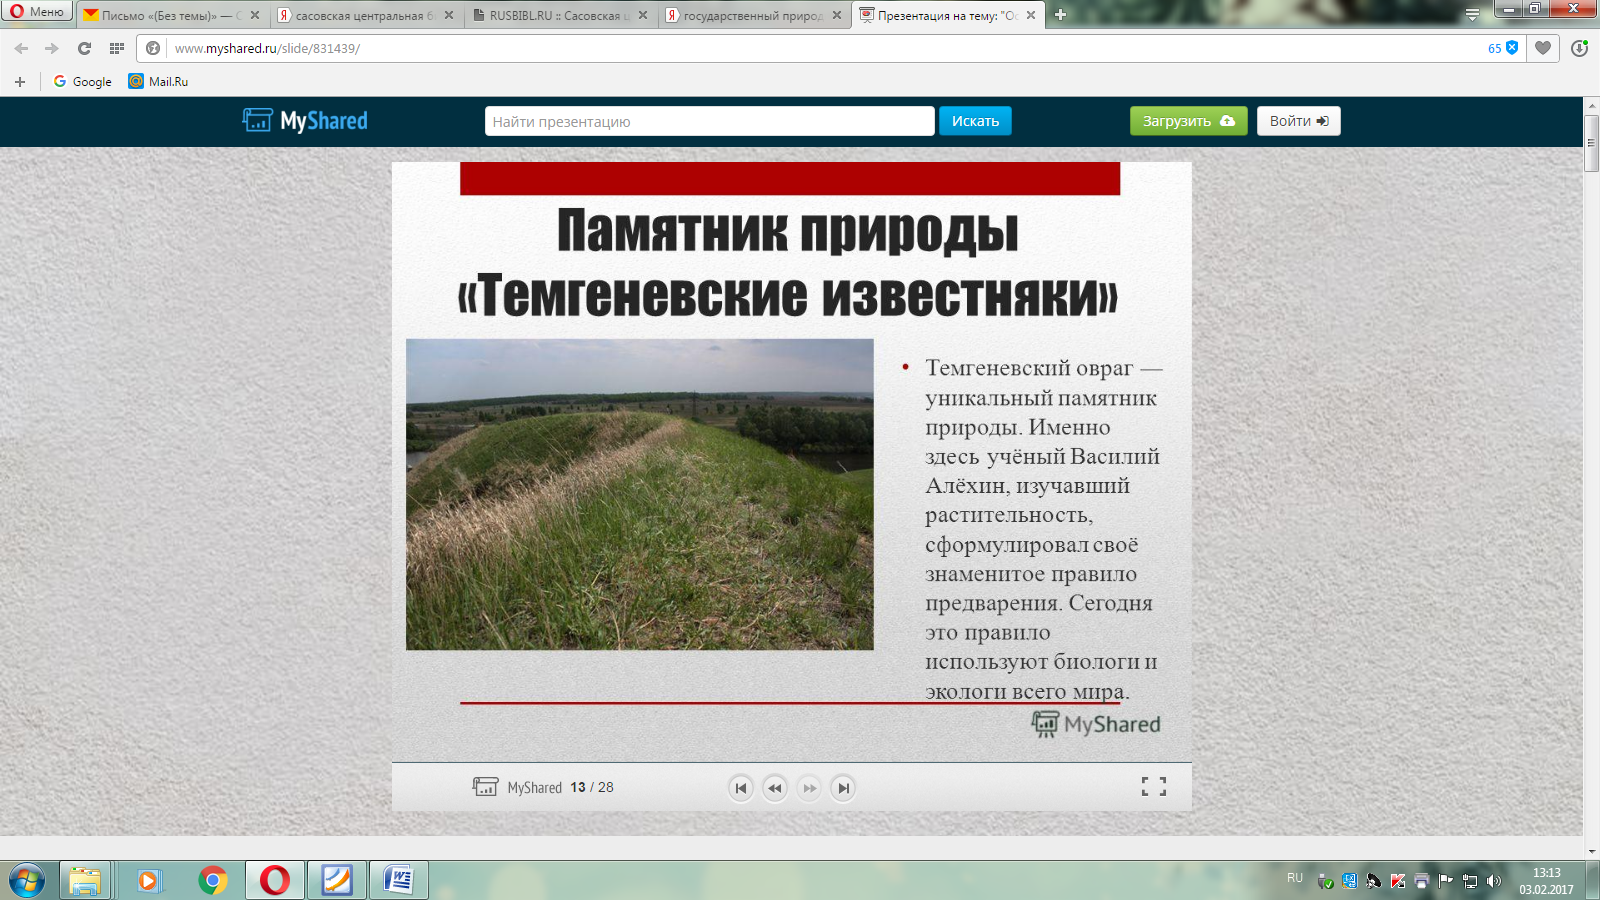 Меню
Письмо «(Без темы)» — С
сасовская центральная б
RUSBIBL.RU :: Сасовская ц
государственный природ
Презентация на тему: "Ос
www.myshared.ru/slide/831439/
65
Google
Mail.Ru
MyShared
Найти презентацию
Искать
Загрузить
Войти
Памятник природы
«Темгеневские известняки»
• Темгеневский овраг —
уникальный памятник
природы. Именно
здесь учёный Василий
Алёхин, изучавший
растительность,
сформулировал своё
знаменитое правило
предварения. Сегодня
это правило
используют биологи и
экологи всего мира.
MyShared
MyShared 13 / 28
RU
13:13
03.02.2017